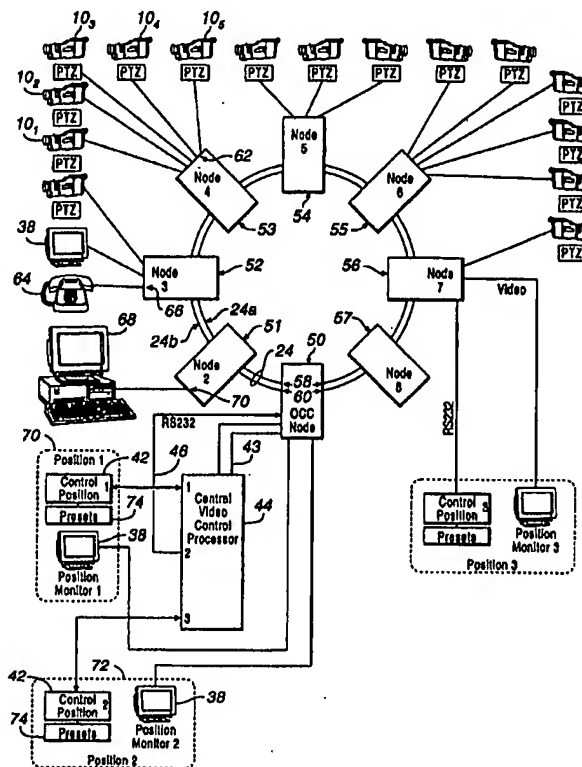 10₃ 10₄ 10₅
PTZ PTZ PTZ PTZ PTZ PTZ PTZ PTZ
10₂
PTZ
PTZ
10₁
PTZ
PTZ
PTZ
PTZ
PTZ
38
64
68
Node 5
54
62
Node 4
53
Node 6
55
Node 3
52
66
Node 7
56
Video
24a
24b
51
Node 2
57
Node 8
50
24
58
60
OCC Node
70
RS232
RS232
46
43
70
Position 1
42
Control Position 1
Presets
74
38
Position Monitor 1
1
Central Video Control Processor
44
2
3
Control Position 3
Presets
Position Monitor 3
Position 3
72
42
Control Position 2
38
74
Presets
Position Monitor 2
Position 2